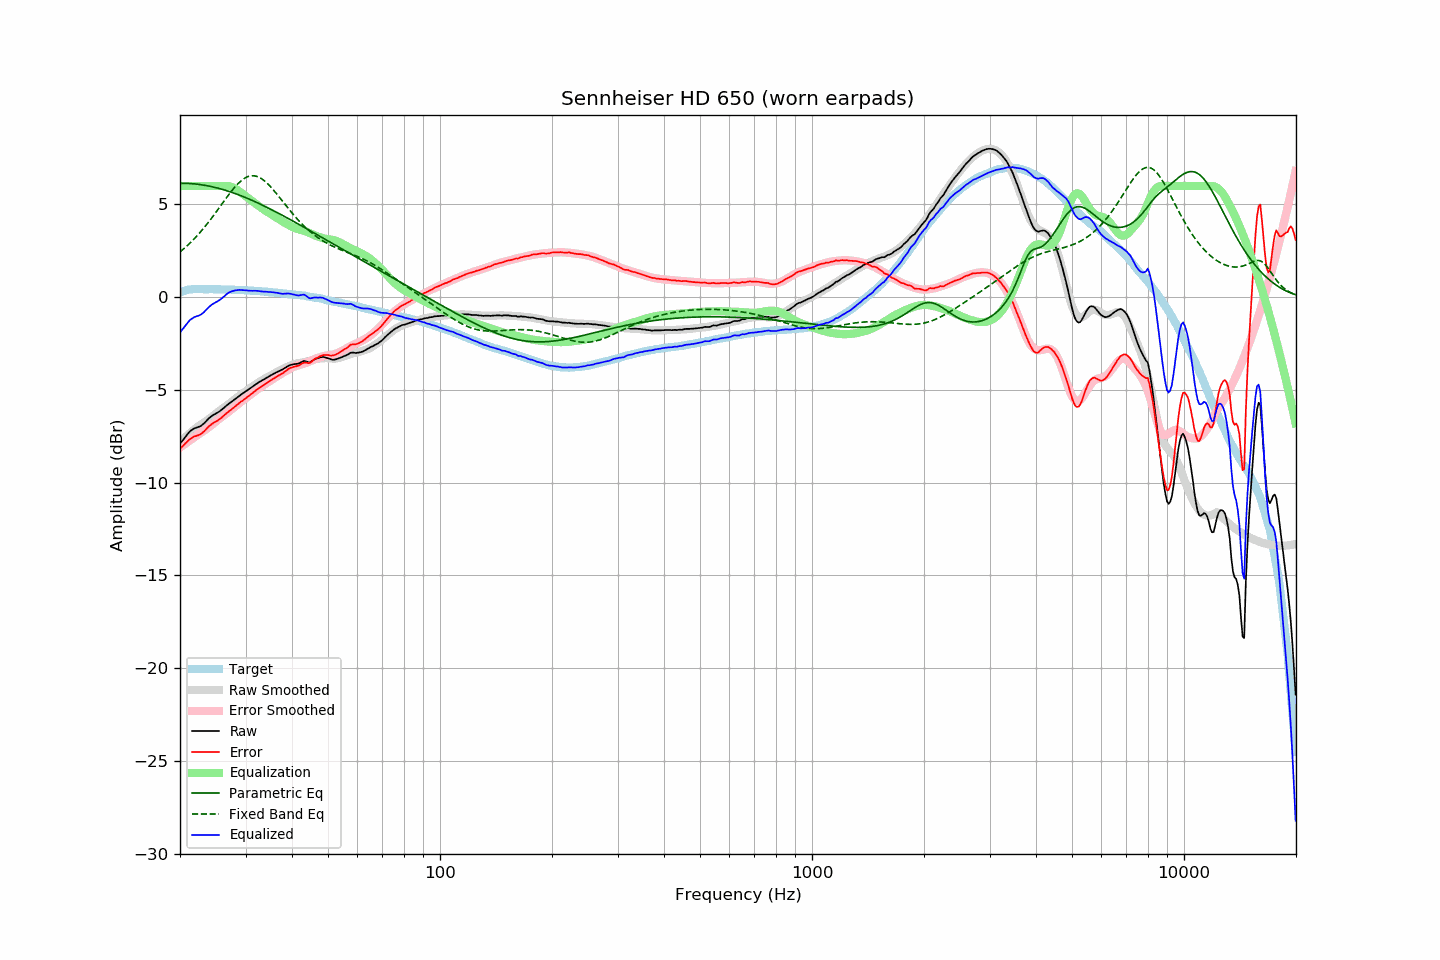 Sennheiser HD 650 (worn earpads)
Amplitude (dBr)
5
0
−5
−10
−15
−20
−25
−30
Target
Raw Smoothed
Error Smoothed
Raw
Error
Equalization
Parametric Eq
Fixed Band Eq
Equalized
100
1000
10000
Frequency (Hz)